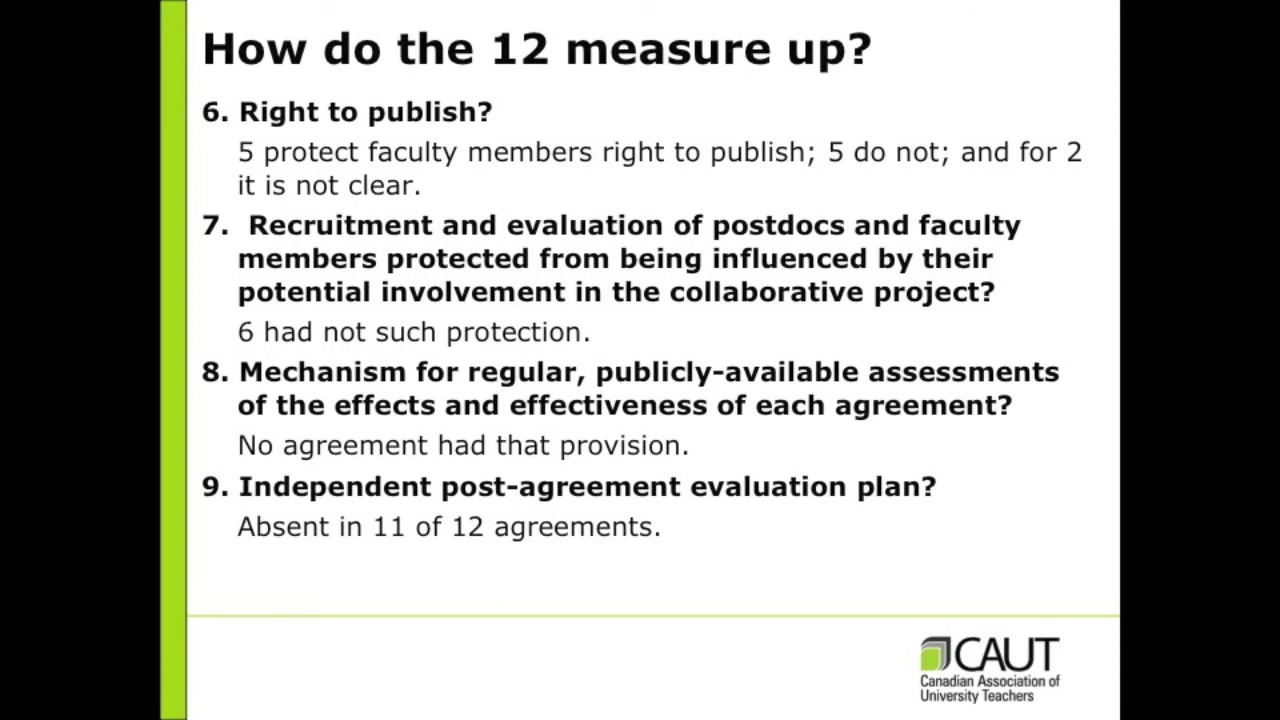 How do the 12 measure up?
6. Right to publish?
5 protect faculty members right to publish; 5 do not; and for 2
it is not clear.
7. Recruitment and evaluation of postdocs and faculty
members protected from being influenced by their
potential involvement in the collaborative project?
6 had not such protection.
8. Mechanism for regular, publicly-available assessments
of the effects and effectiveness of each agreement?
No agreement had that provision.
9. Independent post-agreement evaluation plan?
Absent in 11 of 12 agreements.
CAUT
Canadian Association of
University Teachers